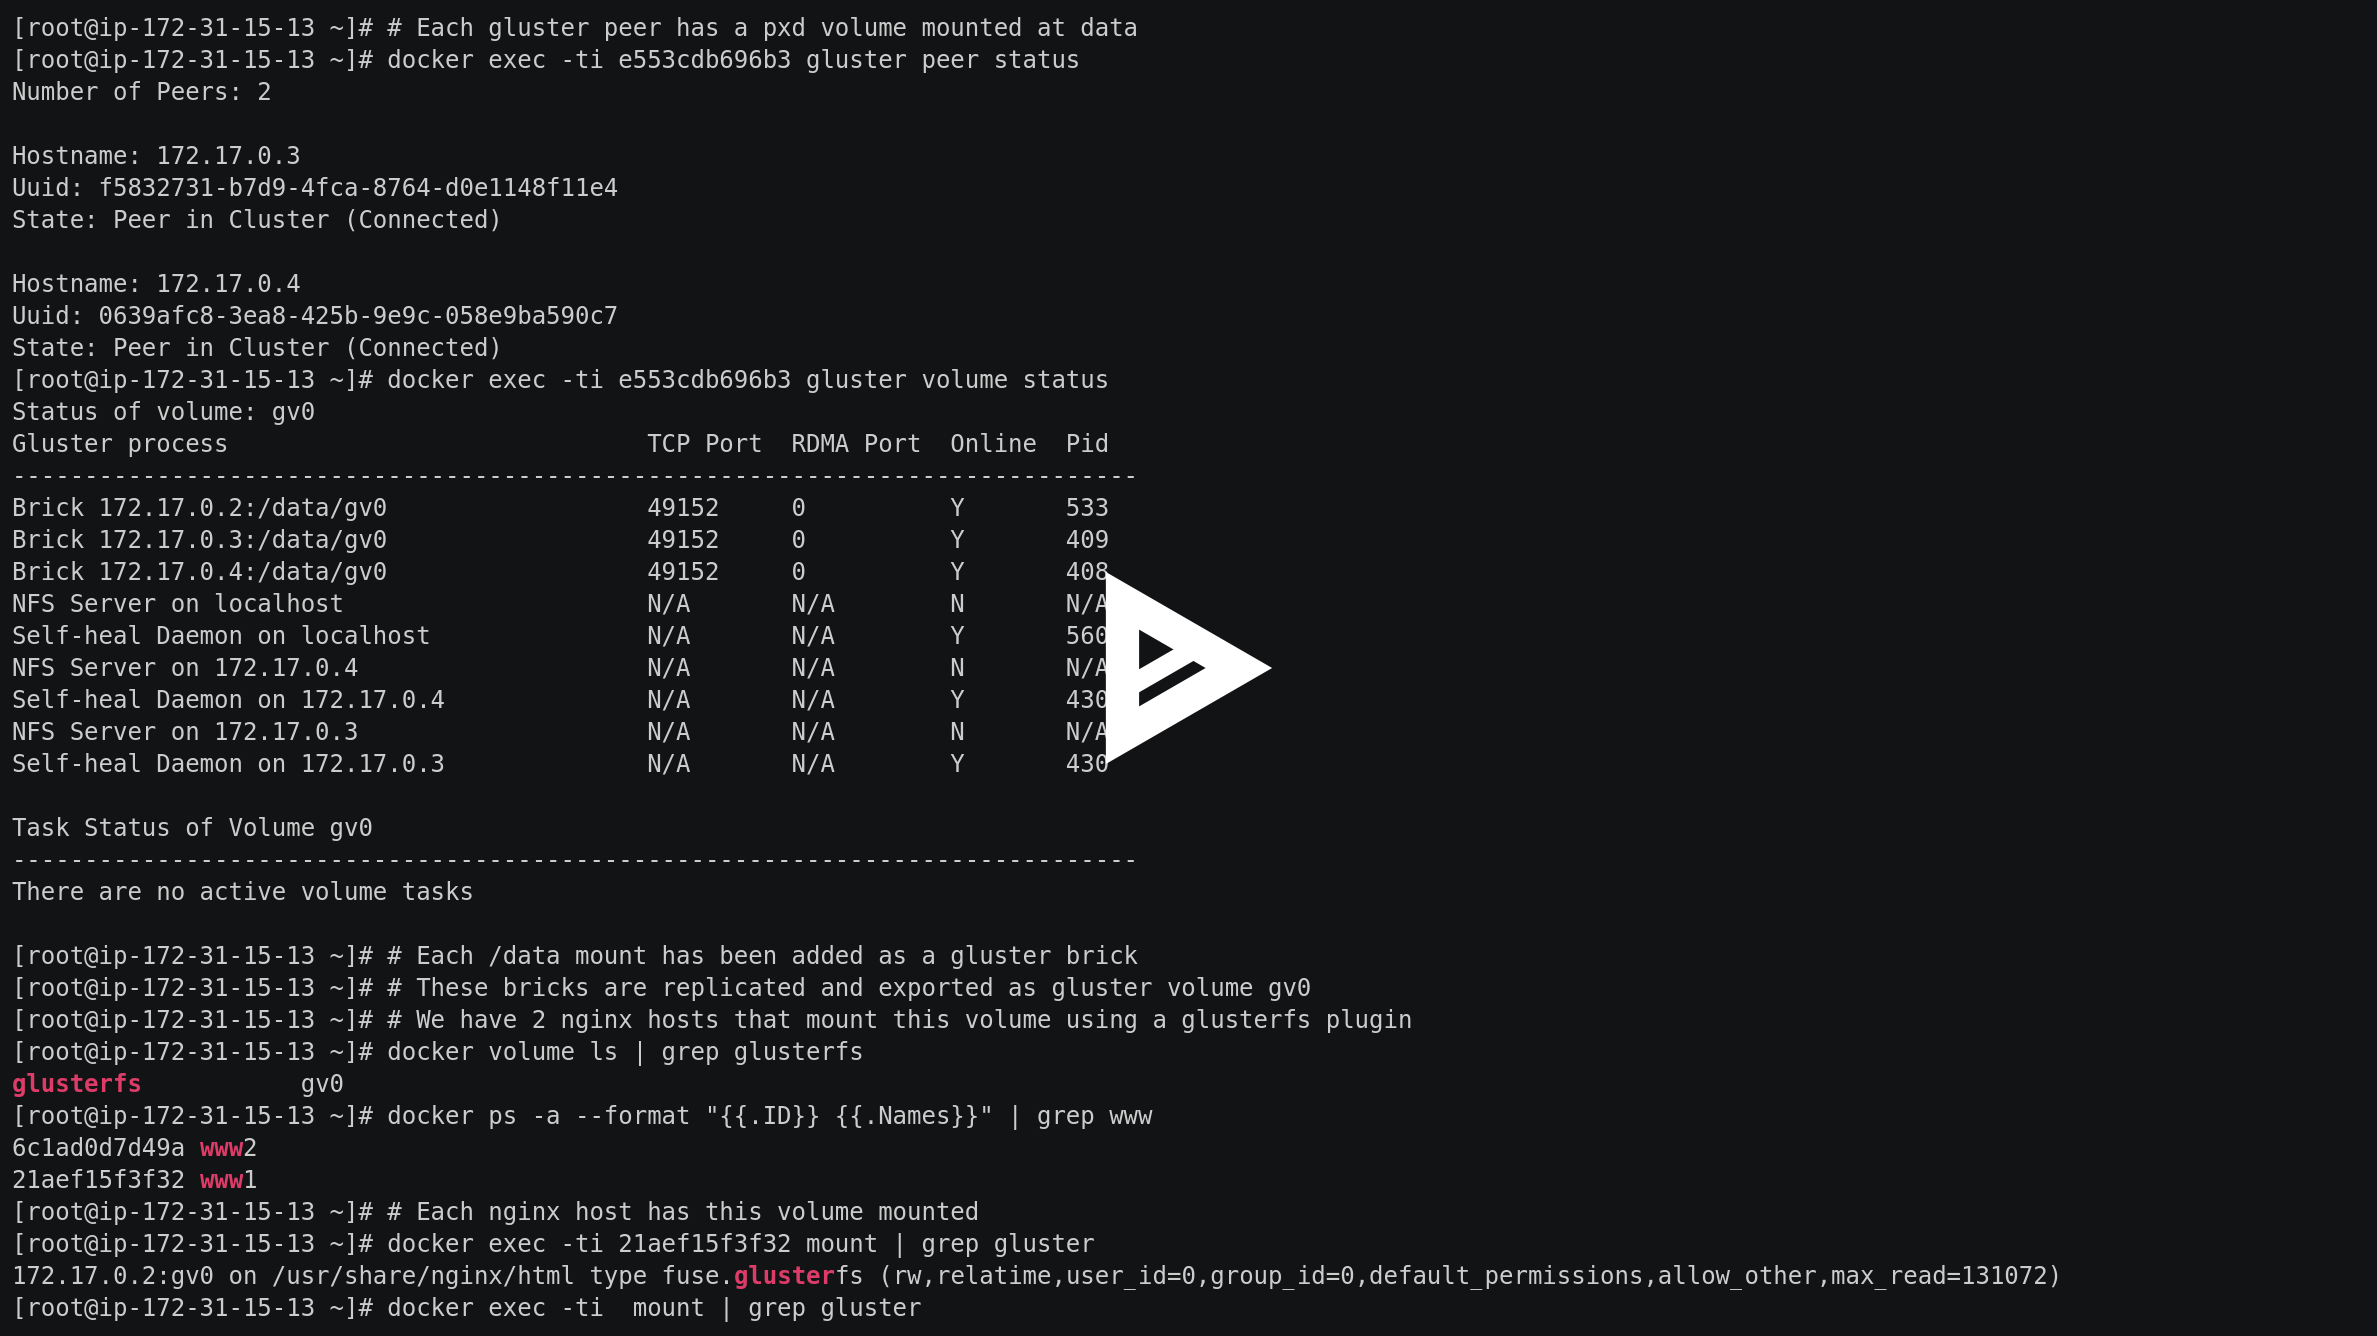 [root@ip-172-31-15-13 ~]# # Each gluster peer has a pxd volume mounted at data
[root@ip-172-31-15-13 ~]# docker exec -ti e553cdb696b3 gluster peer status
Number of Peers: 2

Hostname: 172.17.0.3
Uuid: f5832731-b7d9-4fca-8764-d0e1148f11e4
State: Peer in Cluster (Connected)

Hostname: 172.17.0.4
Uuid: 0639afc8-3ea8-425b-9e9c-058e9ba590c7
State: Peer in Cluster (Connected)
[root@ip-172-31-15-13 ~]# docker exec -ti e553cdb696b3 gluster volume status
Status of volume: gv0
Gluster process                             TCP Port  RDMA Port  Online  Pid
------------------------------------------------------------------------------
Brick 172.17.0.2:/data/gv0                  49152     0          Y       533
Brick 172.17.0.3:/data/gv0                  49152     0          Y       409
Brick 172.17.0.4:/data/gv0                  49152     0          Y       408
NFS Server on localhost                     N/A       N/A        N       N/A
Self-heal Daemon on localhost               N/A       N/A        Y       560
NFS Server on 172.17.0.4                    N/A       N/A        N       N/A
Self-heal Daemon on 172.17.0.4              N/A       N/A        Y       430
NFS Server on 172.17.0.3                    N/A       N/A        N       N/A
Self-heal Daemon on 172.17.0.3              N/A       N/A        Y       430

Task Status of Volume gv0
------------------------------------------------------------------------------
There are no active volume tasks

[root@ip-172-31-15-13 ~]# # Each /data mount has been added as a gluster brick
[root@ip-172-31-15-13 ~]# # These bricks are replicated and exported as gluster volume gv0
[root@ip-172-31-15-13 ~]# # We have 2 nginx hosts that mount this volume using a glusterfs plugin
[root@ip-172-31-15-13 ~]# docker volume ls | grep glusterfs
glusterfs           gv0
[root@ip-172-31-15-13 ~]# docker ps -a --format "{{.ID}} {{.Names}}" | grep www
6c1ad0d7d49a www2
21aef15f3f32 www1
[root@ip-172-31-15-13 ~]# # Each nginx host has this volume mounted
[root@ip-172-31-15-13 ~]# docker exec -ti 21aef15f3f32 mount | grep gluster
172.17.0.2:gv0 on /usr/share/nginx/html type fuse.glusterfs (rw,relatime,user_id=0,group_id=0,default_permissions,allow_other,max_read=131072)
[root@ip-172-31-15-13 ~]# docker exec -ti  mount | grep gluster